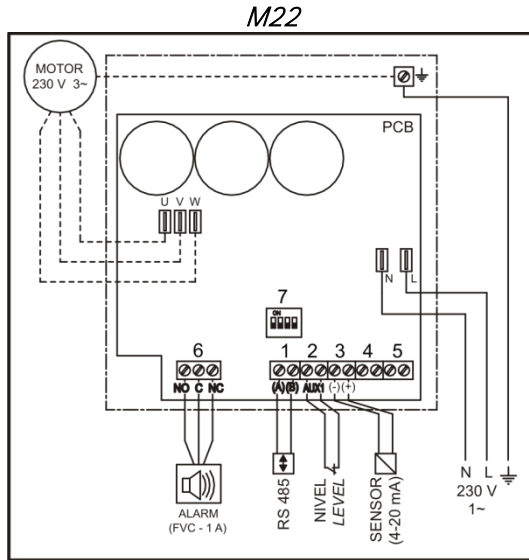 M22
MOTOR
230 V 3~
PCB
U V W
N
L
ON
7
6
1 2 3 4 5
NO C NC
(A) (B) AUX1 (-) (+)
ALARM
(FVC - 1 A)
RS 485
NIVEL
LEVEL
SENSOR
(4-20 mA)
N L
230 V
1~